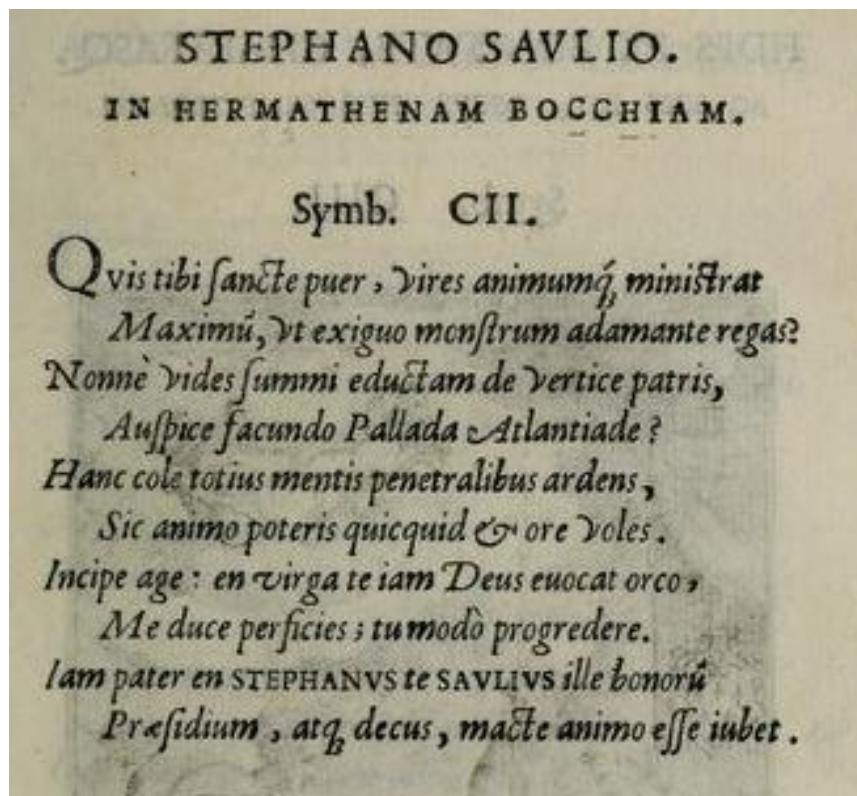 STEPHANO SAVLIO.
IN HERMATHENAM BOCCHIAM.
Symb. CII.
Qvis tibi ſancte puer, vires animumq́; ministrat
Maximū, vt exiguo monſtrum adamante regas?
Nonnè vides ſummi eductam de vertice patris,
Auſpice facundo Pallada Atlantiade?
Hanc cole totius mentis penetralibus ardens,
Sic animo poteris quicquid & ore voles.
Incipe age: en virga te iam Deus euocat orco,
Me duce perficies; tu modò progredere.
Iam pater en STEPHANVS te SAVLIVS ille bonorū
Præſidium, atq; decus, macte animo eſſe iubet.